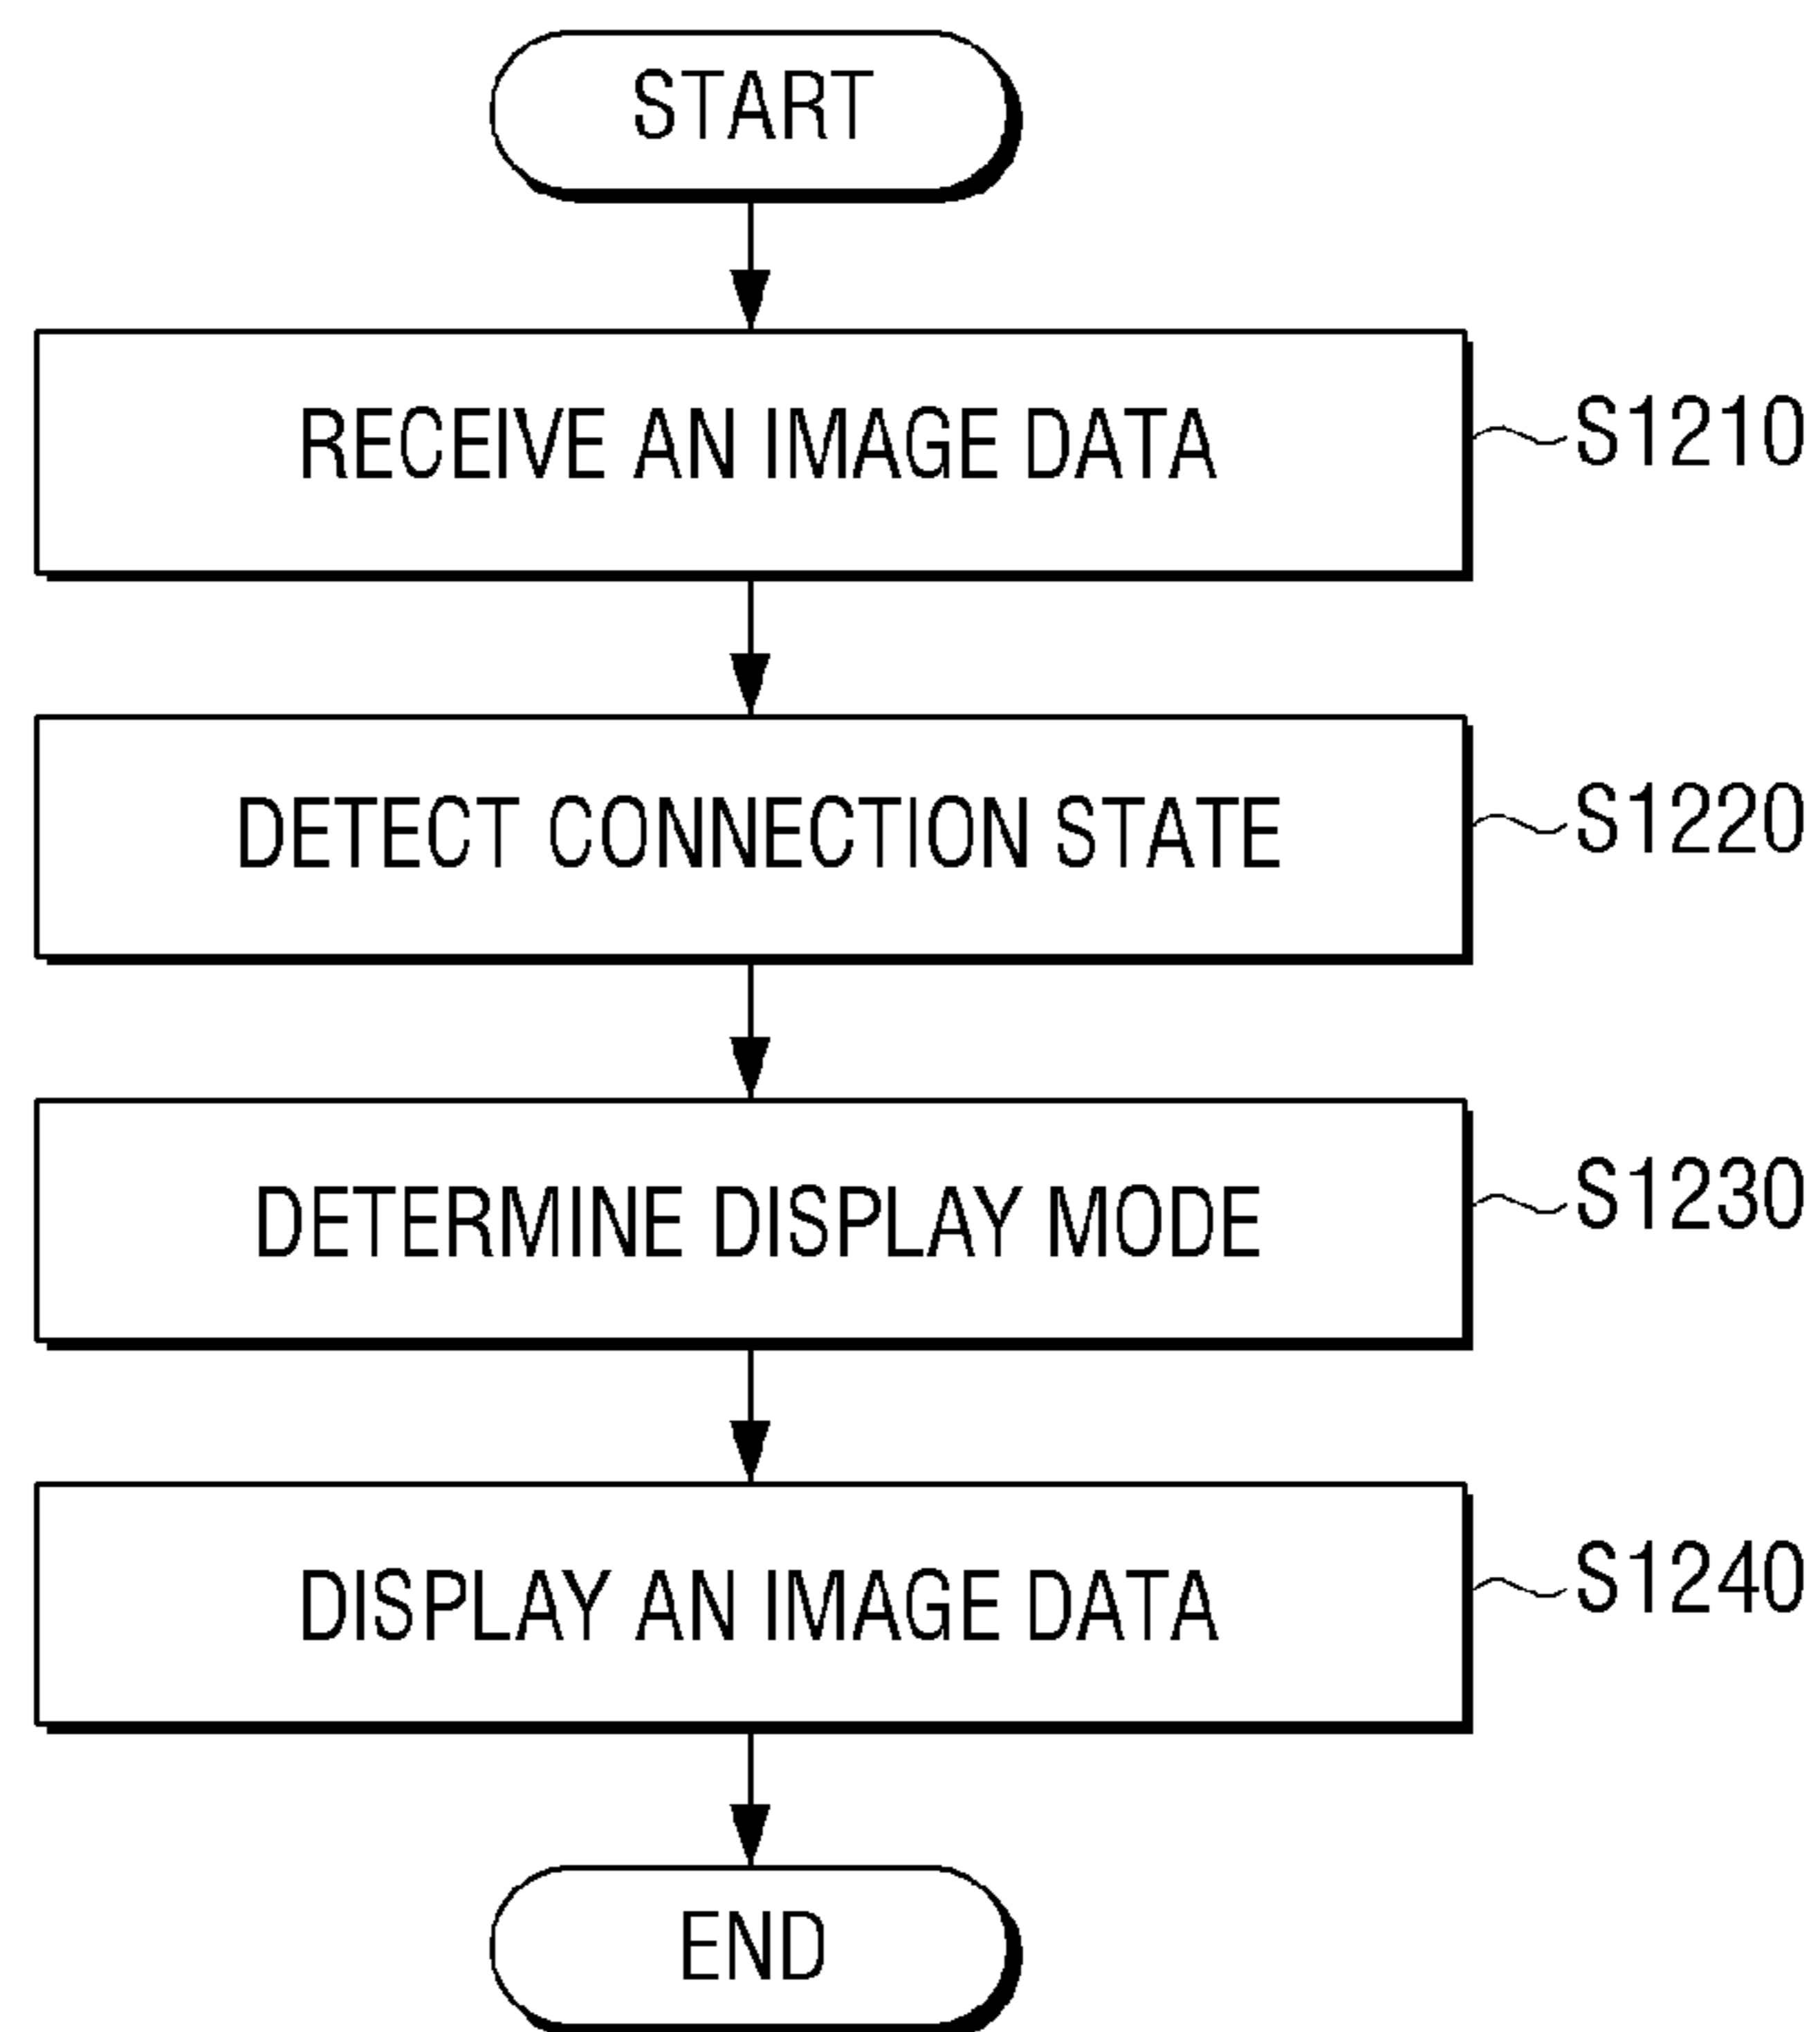 START
RECEIVE AN IMAGE DATA
S1210
DETECT CONNECTION STATE
S1220
DETERMINE DISPLAY MODE
S1230
DISPLAY AN IMAGE DATA
S1240
END